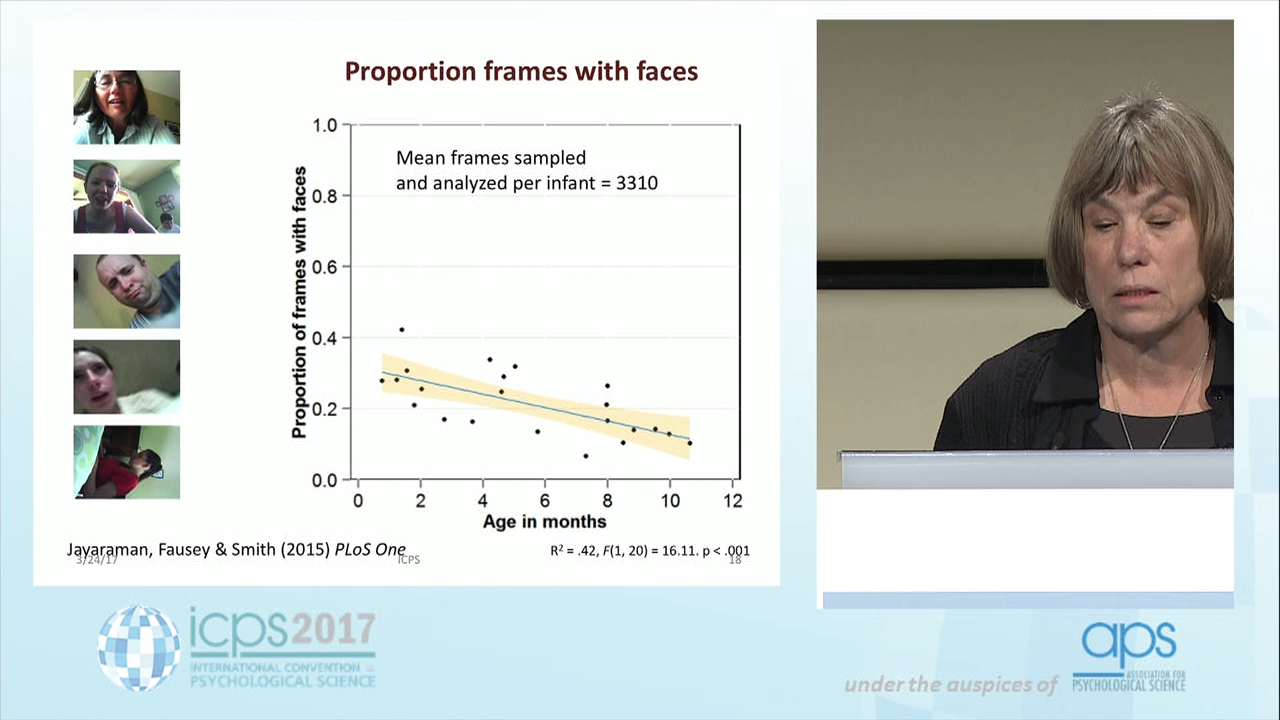 Proportion frames with faces
1.0
Mean frames sampled
and analyzed per infant = 3310
0.8
0.6
0.4
0.2
0.0
Proportion of frames with faces
0 2 4 6 8 10 12
Age in months
Jayaraman, Fausey & Smith (2015) PLoS One
R² = .42, F(1, 20) = 16.11. p < .001
3/24/17
ICPS
18
icps2017
INTERNATIONAL CONVENTION
PSYCHOLOGICAL SCIENCE
under the auspices of
aps
ASSOCIATION FOR
PSYCHOLOGICAL SCIENCE